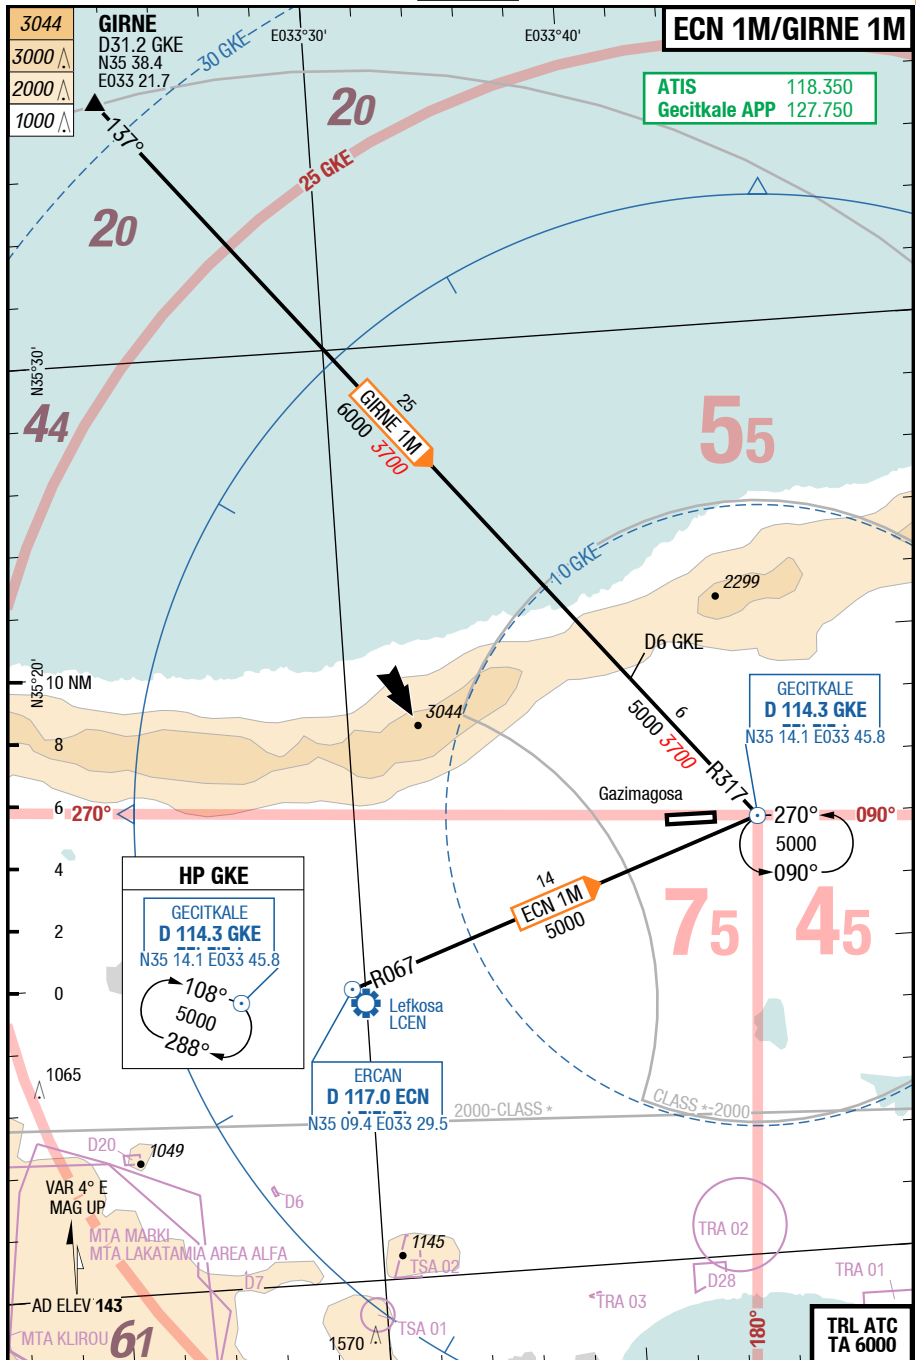 3044
3000
2000
1000
GIRNE
D31.2 GKE
N35 38.4
E033 21.7
E033°30'
E033°40'
ECN 1M/GIRNE 1M
ATIS 118.350
Gecitkale APP 127.750
30 GKE
137°
20
25 GKE
20
N35°30'
44
25
GIRNE 1M
6000 3700
55
10 GKE
2299
D6 GKE
N35°20'
10 NM
8
6
4
2
0
3044
6
5000 3700
R317
GECITKALE
D 114.3 GKE
N35 14.1 E033 45.8
Gazimagosa
270°
270°
5000
090°
090°
14
ECN 1M
5000
75
45
HP GKE
GECITKALE
D 114.3 GKE
N35 14.1 E033 45.8
108°
5000
288°
R067
Lefkosa
LCEN
ERCAN
D 117.0 ECN
N35 09.4 E033 29.5
1065
2000-CLASS *
CLASS *-2000
D20
1049
VAR 4° E
MAG UP
D6
MTA MARKI
MTA LAKATAMIA AREA ALFA
D7
1145
TSA 02
TRA 02
D28
TRA 01
TRA 03
AD ELEV 143
MTA KLIROU
61
1570
TSA 01
180°
TRL ATC
TA 6000